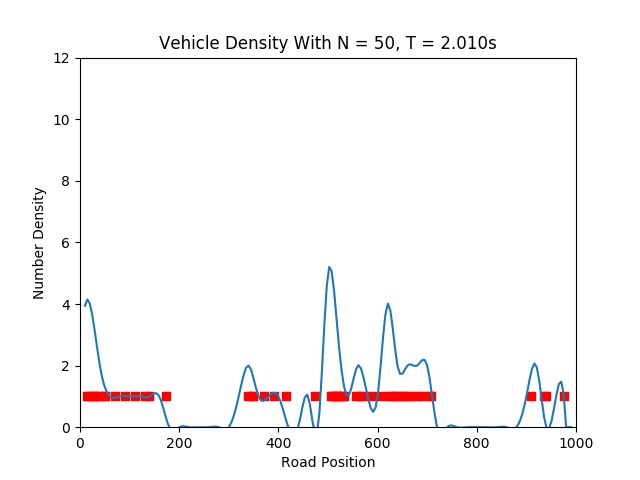 Vehicle Density With N = 50, T = 2.010s
12
10
8
6
4
2
0
Number Density
0 200 400 600 800 1000
Road Position